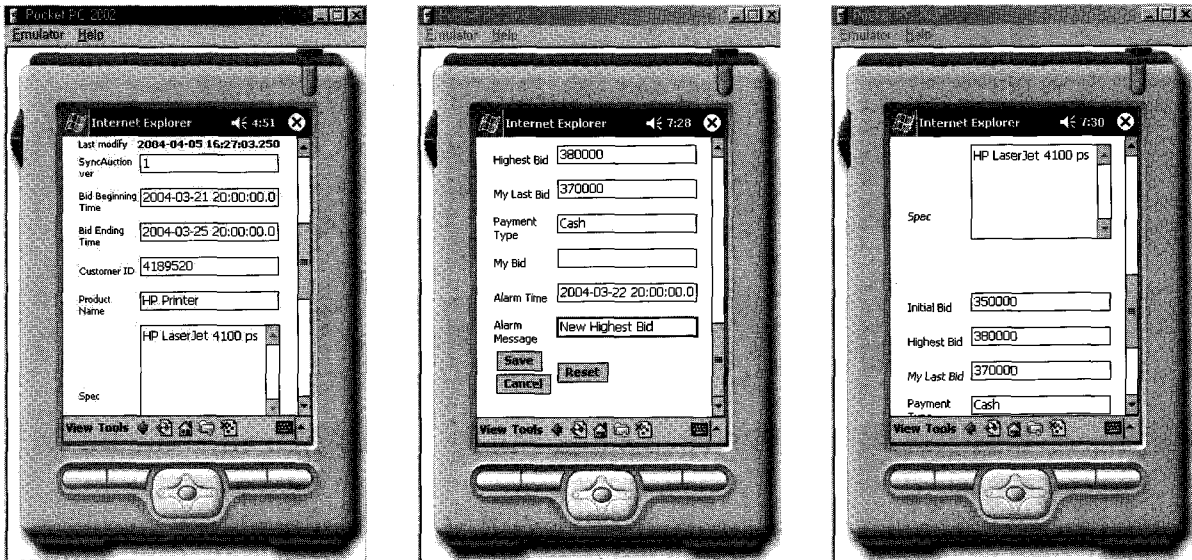 Pocket PC 2002
Emulator Help
Internet Explorer 4:51
Last modify 2004-04-05 16:27:03.250
SyncAuction ver 1
Bid Beginning Time 2004-03-21 20:00:00.0
Bid Ending Time 2004-03-25 20:00:00.0
Customer ID 4189520
Product Name HP Printer
HP LaserJet 4100 ps
Spec
View Tools
Emulator Help
Internet Explorer 7:28
Highest Bid 380000
My Last Bid 370000
Payment Type Cash
My Bid
Alarm Time 2004-03-22 20:00:00.0
Alarm Message New Highest Bid
Save
Cancel
Reset
View Tools
Emulator Help
Internet Explorer 7:30
HP LaserJet 4100 ps
Spec
Initial Bid 350000
Highest Bid 380000
My Last Bid 370000
Payment Cash
View Tools